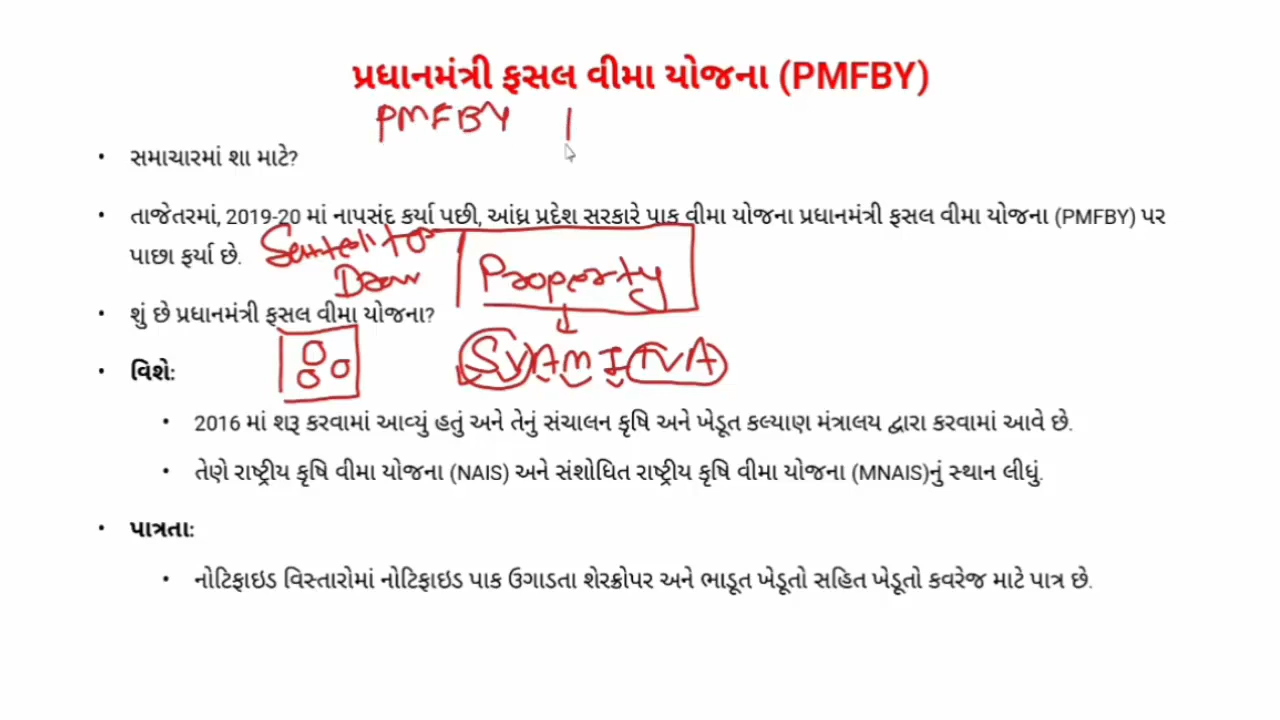 પ્રધાનમંત્રી ફસલ વીમા યોજના (PMFBY)
PMFBY
• સમાચારમાં શા માટે?
• તાજેતરમાં, 2019-20 માં નાપસંદ કર્યા પછી, આંધ્ર પ્રદેશ સરકારે પાક વીમા યોજના પ્રધાનમંત્રી ફસલ વીમા યોજના (PMFBY) પર
પાછા ફર્યા છે.
Property
• શું છે પ્રધાનમંત્રી ફસલ વીમા યોજના?
SVAMITVA
• વિશે:
• 2016 માં શરૂ કરવામાં આવ્યું હતું અને તેનું સંચાલન કૃષિ અને ખેડૂત કલ્યાણ મંત્રાલય દ્વારા કરવામાં આવે છે.
• તેણે રાષ્ટ્રીય કૃષિ વીમા યોજના (NAIS) અને સંશોધિત રાષ્ટ્રીય કૃષિ વીમા યોજના (MNAIS)નું સ્થાન લીધું.
• પાત્રતા:
• નોટિફાઇડ વિસ્તારોમાં નોટિફાઇડ પાક ઉગાડતા શેરક્રોપર અને ભાડૂત ખેડૂતો સહિત ખેડૂતો કવરેજ માટે પાત્ર છે.